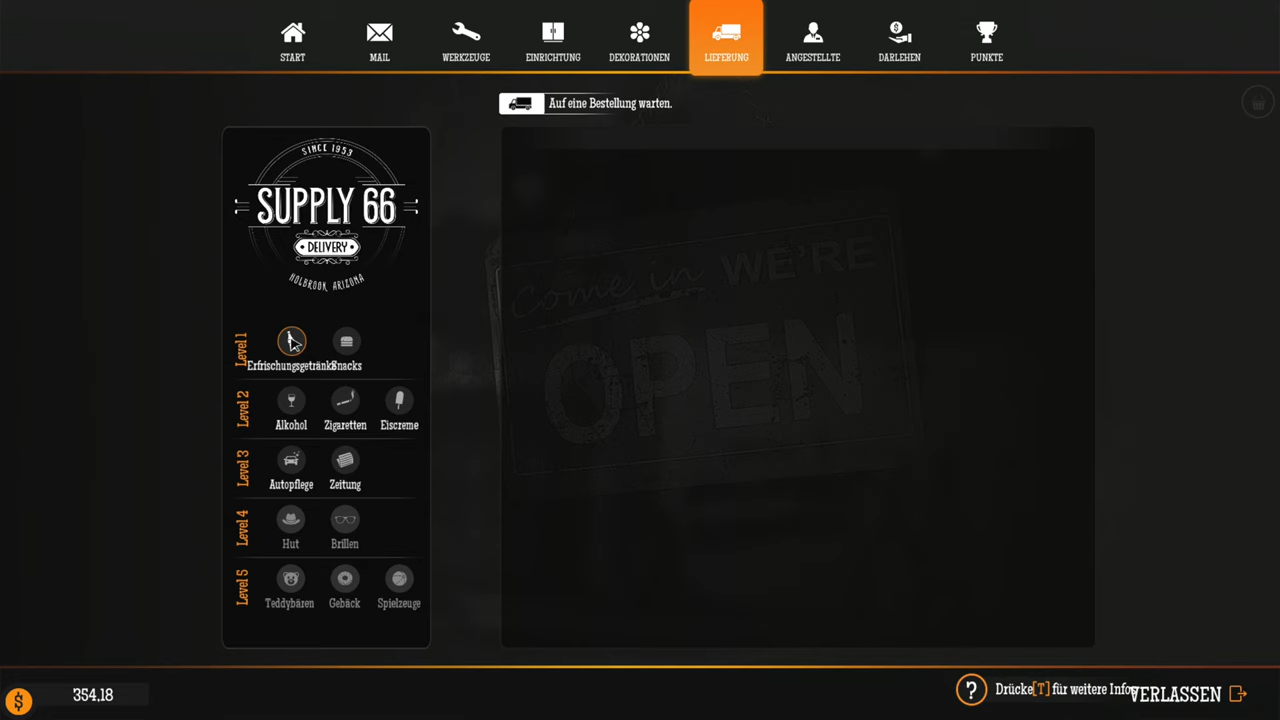 START MAIL WERKZEUGE EINRICHTUNG DEKORATIONEN LIEFERUNG ANGESTELLTE DARLEHEN PUNKTE
Auf eine Bestellung warten.
SINCE 1953
SUPPLY 66
DELIVERY
HOLBROOK, ARIZONA
Come in WE'RE
OPEN
Level 1
Erfrischungsgetränke Snacks
Level 2
Alkohol Zigaretten Eiscreme
Level 3
Autopflege Zeitung
Level 4
Hut Brillen
Level 5
Teddybären Gebäck Spielzeuge
$ 354,18
? Drücke[T] für weitere Infos
VERLASSEN